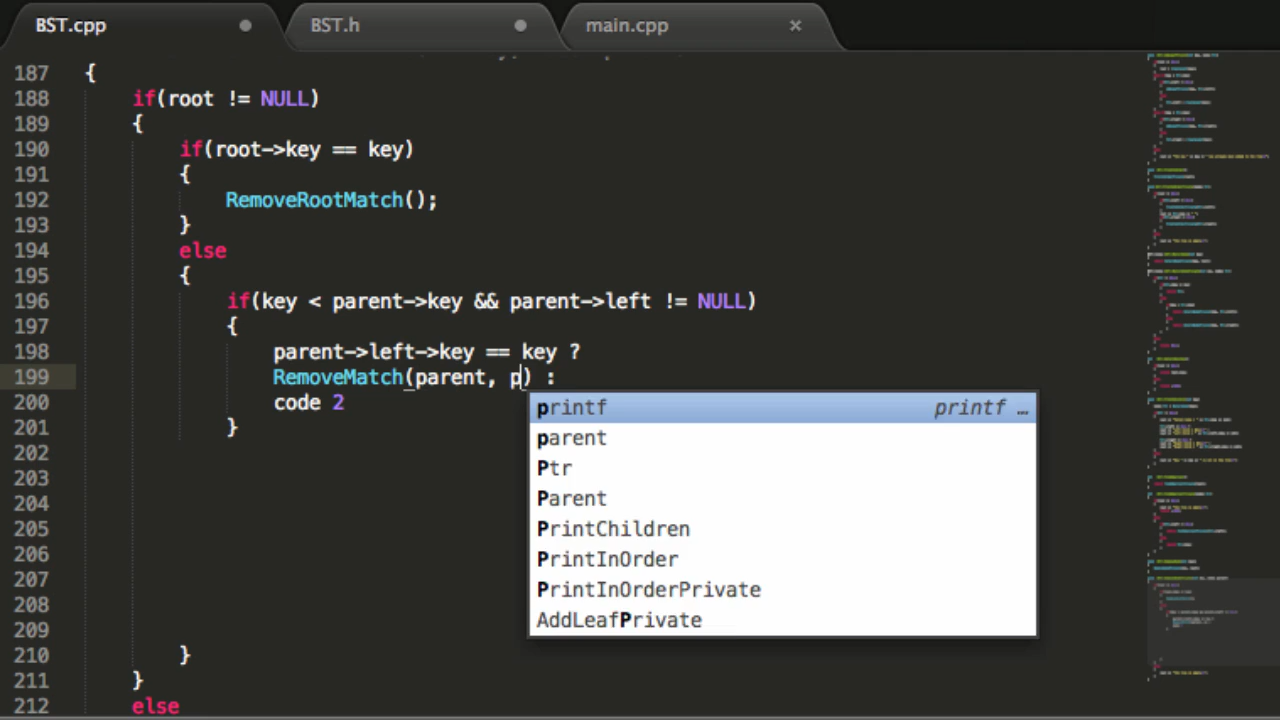 BST.cpp BST.h main.cpp ×
187 {
188 if(root != NULL)
189 {
190 if(root->key == key)
191 {
192 RemoveRootMatch();
193 }
194 else
195 {
196 if(key < parent->key && parent->left != NULL)
197 {
198 parent->left->key == key ?
199 RemoveMatch(parent, p) :
200 code 2
201 }
202
203
204
205
206
207
208
209
210 }
211 }
212 else
printf printf …
parent
Ptr
Parent
PrintChildren
PrintInOrder
PrintInOrderPrivate
AddLeafPrivate